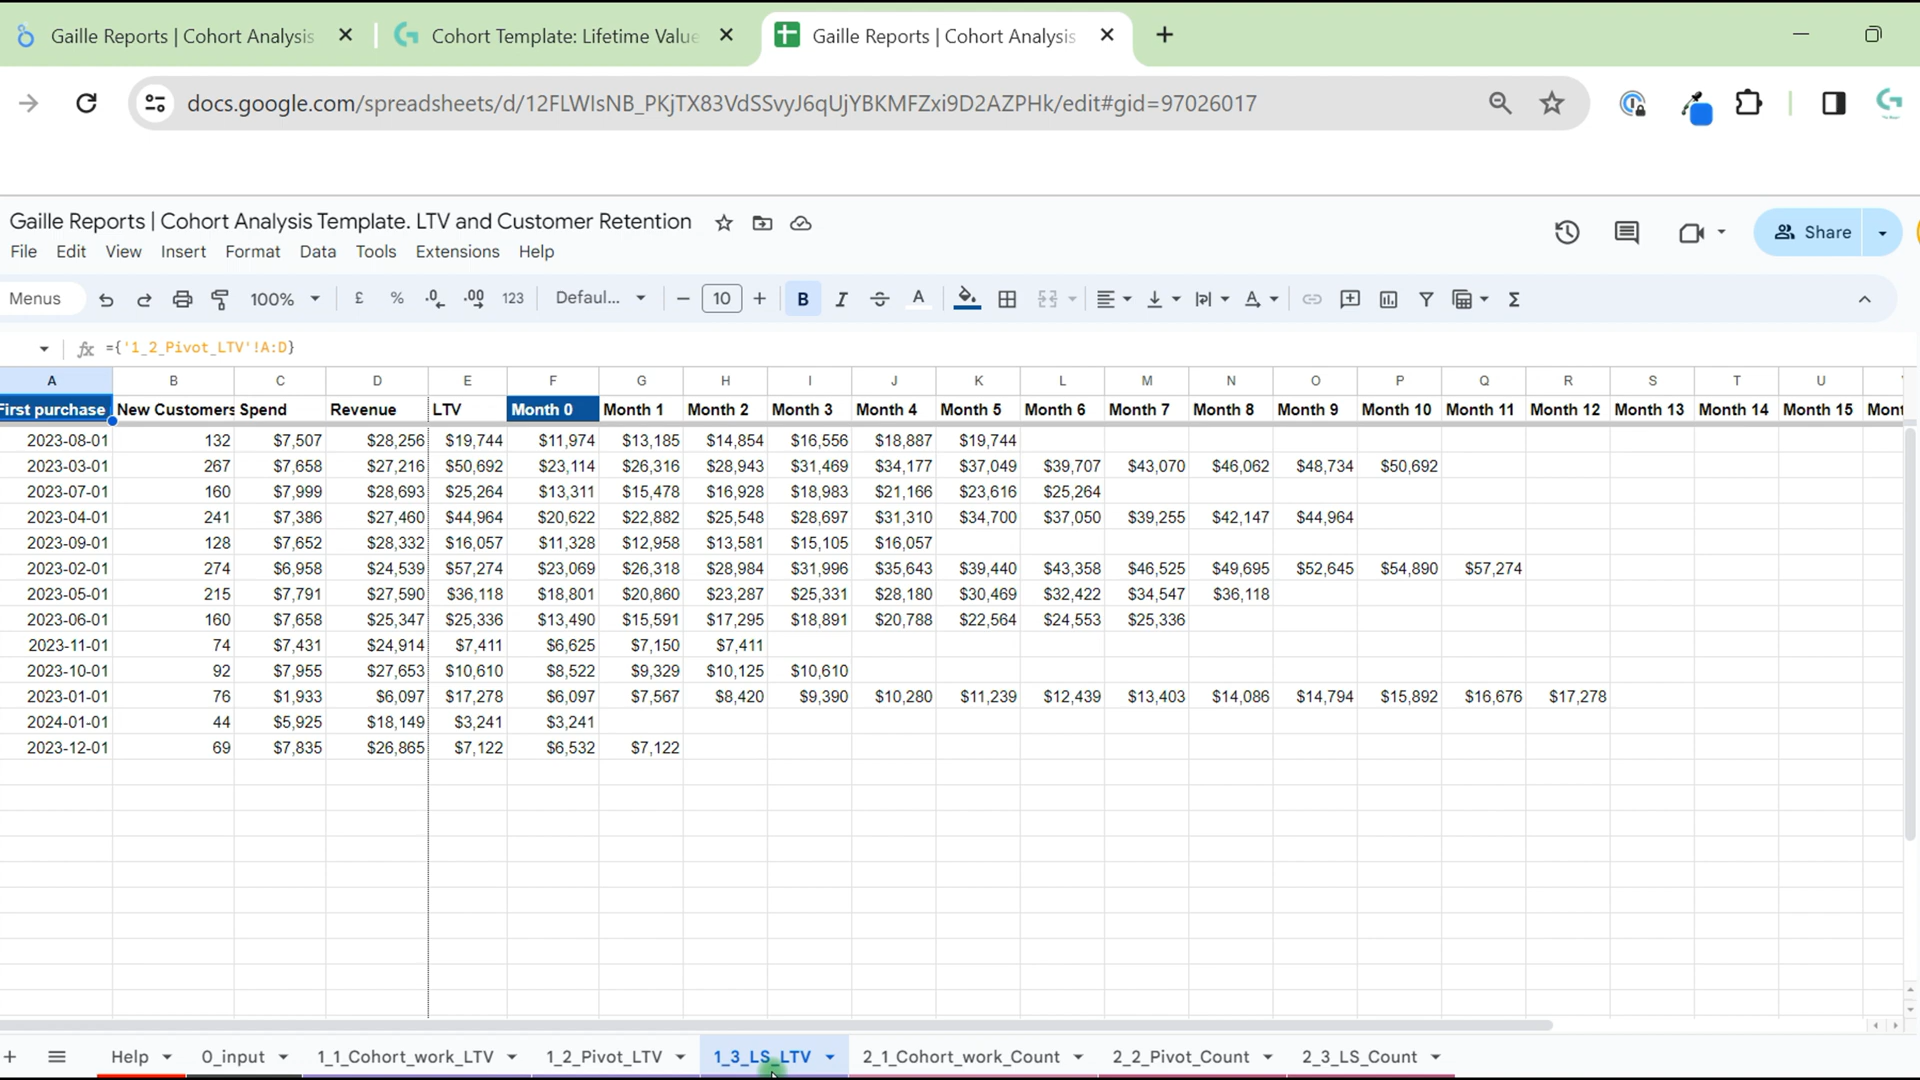 Gaille Reports | Cohort Analysis
Cohort Template: Lifetime Value
Gaille Reports | Cohort Analysis
docs.google.com/spreadsheets/d/12FLWIsNB_PKjTX83VdSSvyJ6qUjYBKMFZxi9D2AZPHk/edit#gid=97026017
Gaille Reports | Cohort Analysis Template. LTV and Customer Retention
File Edit View Insert Format Data Tools Extensions Help
Share
Menus 100% £ % .0 .00 123 Defaul... 10 B I A Σ
fx ={'1_2_Pivot_LTV'!A:D}
A B C D E F G H I J K L M N O P Q R S T U
First purchase New Customers Spend Revenue LTV Month 0 Month 1 Month 2 Month 3 Month 4 Month 5 Month 6 Month 7 Month 8 Month 9 Month 10 Month 11 Month 12 Month 13 Month 14 Month 15 Mont
2023-08-01 132 $7,507 $28,256 $19,744 $11,974 $13,185 $14,854 $16,556 $18,887 $19,744
2023-03-01 267 $7,658 $27,216 $50,692 $23,114 $26,316 $28,943 $31,469 $34,177 $37,049 $39,707 $43,070 $46,062 $48,734 $50,692
2023-07-01 160 $7,999 $28,693 $25,264 $13,311 $15,478 $16,928 $18,983 $21,166 $23,616 $25,264
2023-04-01 241 $7,386 $27,460 $44,964 $20,622 $22,882 $25,548 $28,697 $31,310 $34,700 $37,050 $39,255 $42,147 $44,964
2023-09-01 128 $7,652 $28,332 $16,057 $11,328 $12,958 $13,581 $15,105 $16,057
2023-02-01 274 $6,958 $24,539 $57,274 $23,069 $26,318 $28,984 $31,996 $35,643 $39,440 $43,358 $46,525 $49,695 $52,645 $54,890 $57,274
2023-05-01 215 $7,791 $27,590 $36,118 $18,801 $20,860 $23,287 $25,331 $28,180 $30,469 $32,422 $34,547 $36,118
2023-06-01 160 $7,658 $25,347 $25,336 $13,490 $15,591 $17,295 $18,891 $20,788 $22,564 $24,553 $25,336
2023-11-01 74 $7,431 $24,914 $7,411 $6,625 $7,150 $7,411
2023-10-01 92 $7,955 $27,653 $10,610 $8,522 $9,329 $10,125 $10,610
2023-01-01 76 $1,933 $6,097 $17,278 $6,097 $7,567 $8,420 $9,390 $10,280 $11,239 $12,439 $13,403 $14,086 $14,794 $15,892 $16,676 $17,278
2024-01-01 44 $5,925 $18,149 $3,241 $3,241
2023-12-01 69 $7,835 $26,865 $7,122 $6,532 $7,122
Help 0_input 1_1_Cohort_work_LTV 1_2_Pivot_LTV 1_3_LS_LTV 2_1_Cohort_work_Count 2_2_Pivot_Count 2_3_LS_Count